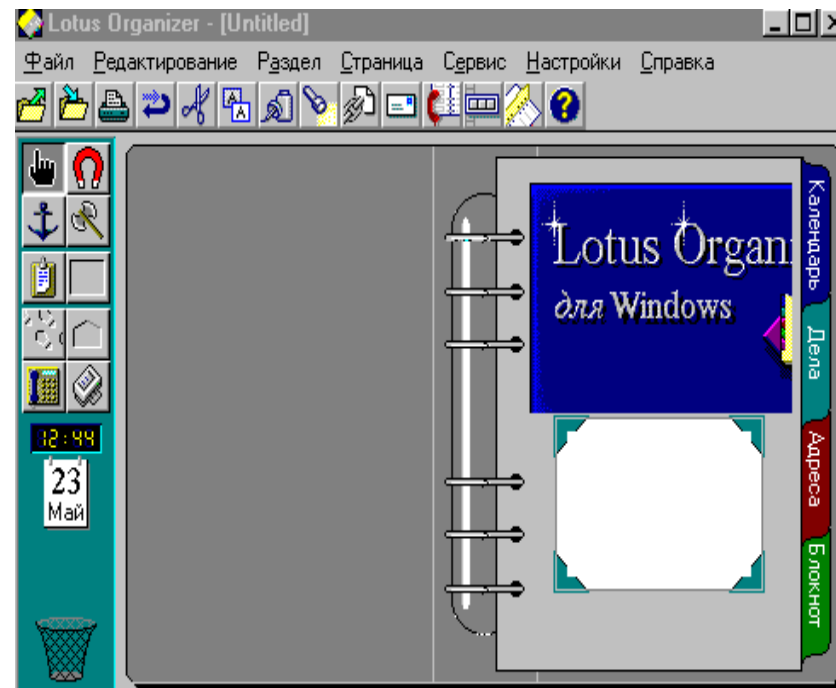 Lotus Organizer - [Untitled]
Файл Редактирование Раздел Страница Сервис Настройки Справка
12:44
23
Май
Lotus Organi
для Windows
Календарь
Дела
Адреса
Блокнот